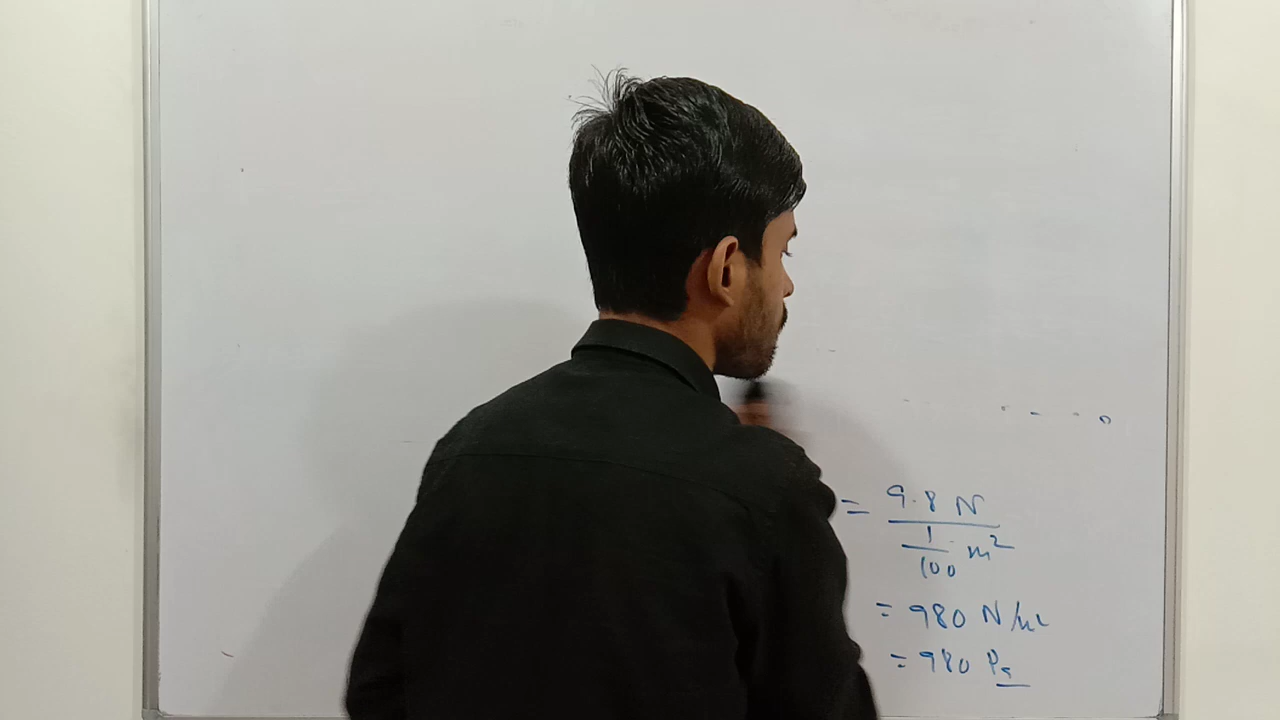 = 9.8 N
1
100 m²
= 980 N/m²
= 980 Pa